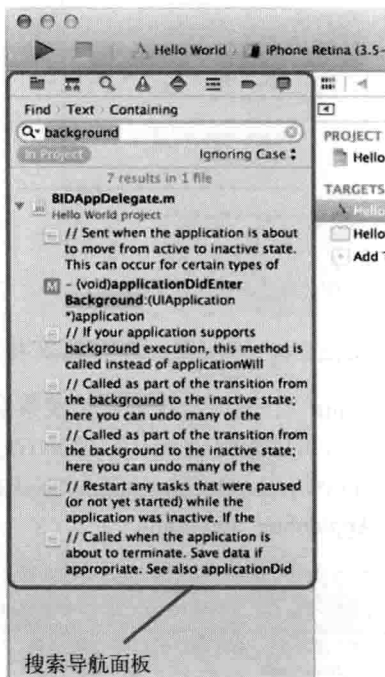 Hello World
iPhone Retina (3.5-
Find Text Containing
background
In Project
Ignoring Case
7 results in 1 file
BIDAppDelegate.m
Hello World project
// Sent when the application is about
to move from active to inactive state.
This can occur for certain types of
M - (void)applicationDidEnter
Background:(UIApplication
*)application
// If your application supports
background execution, this method is
called instead of applicationWill
// Called as part of the transition from
the background to the inactive state;
here you can undo many of the
// Called as part of the transition from
the background to the inactive state;
here you can undo many of the
// Restart any tasks that were paused
(or not yet started) while the
application was inactive. If the
// Called when the application is
about to terminate. Save data if
appropriate. See also applicationDid
PROJECT
Hello
TARGETS
Hello
Hello
Add T
搜索导航面板